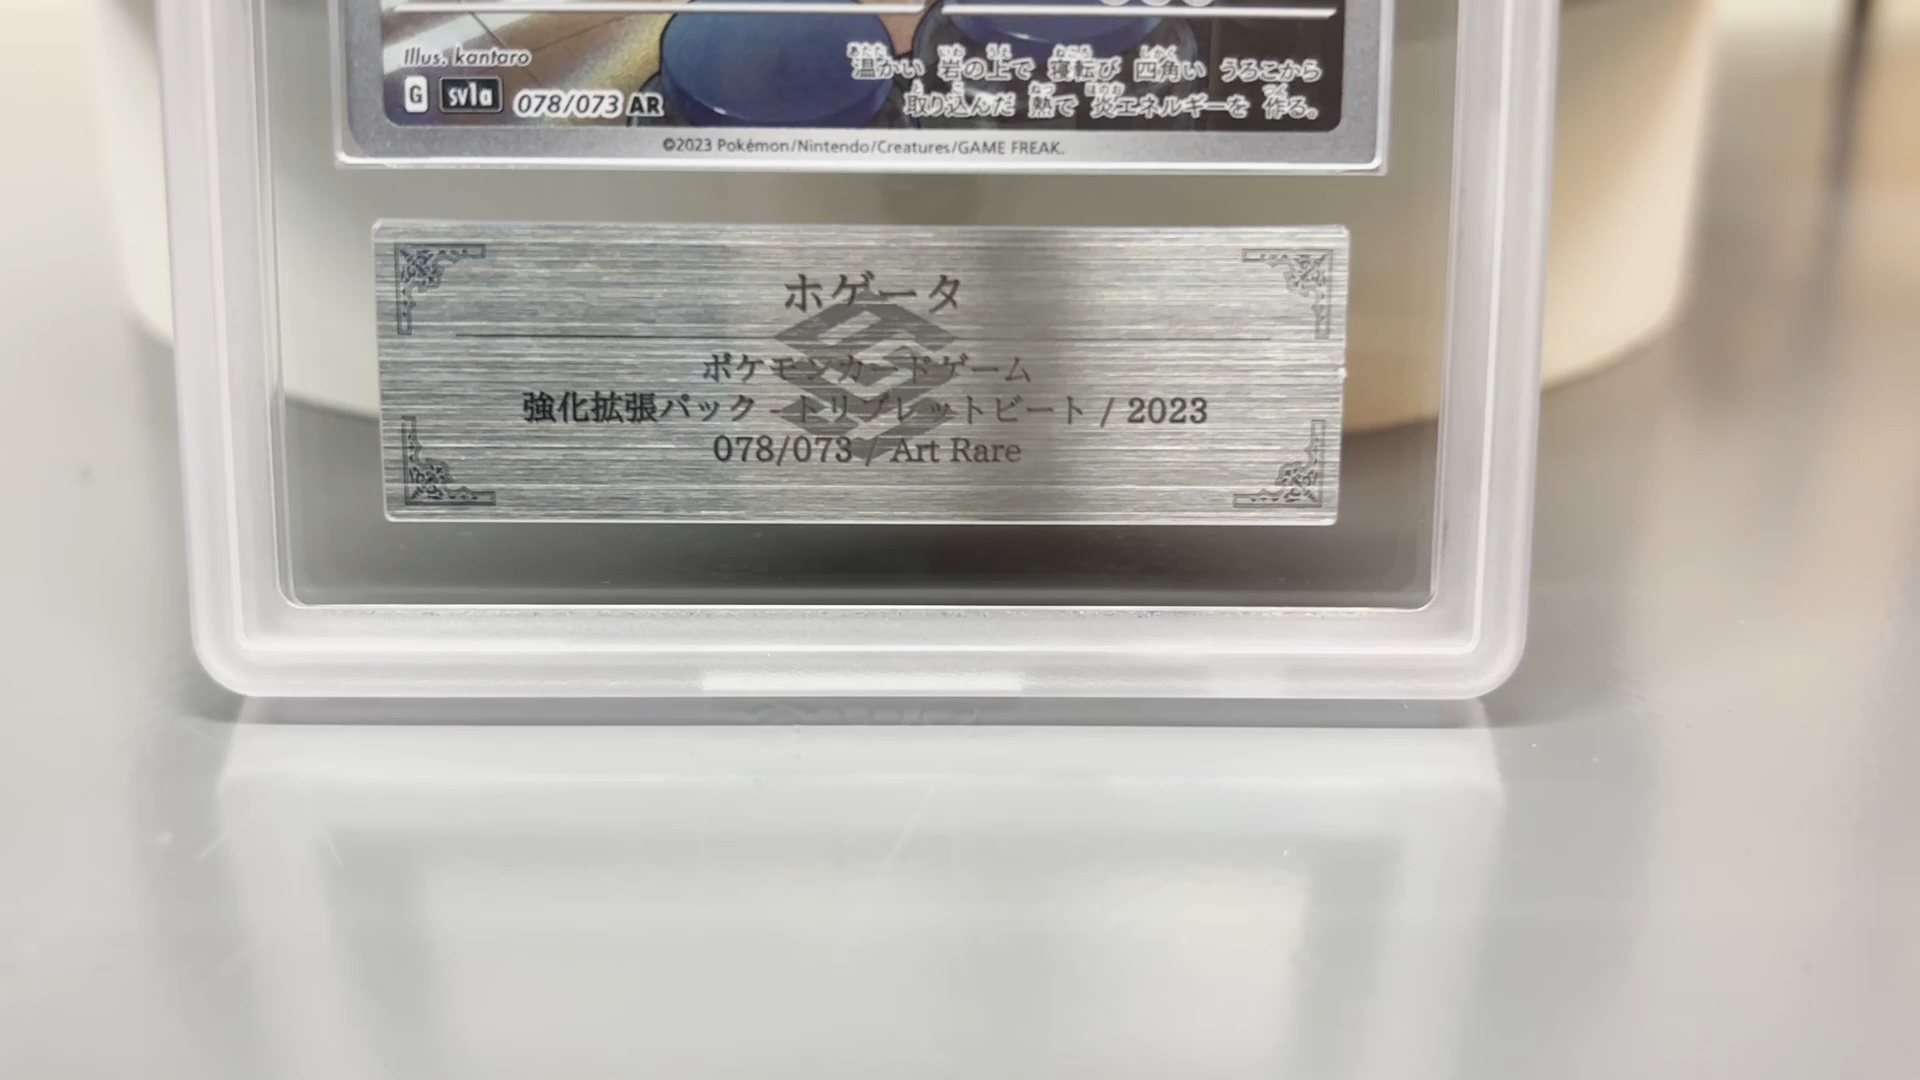 Illus. kantaro
G sv1a 078/073 AR
温かい 岩の上で 寝転び 四角い うろこから
取り込んだ 熱で 炎エネルギーを 作る。
©2023 Pokémon/Nintendo/Creatures/GAME FREAK.
ホゲータ
ポケモンカードゲーム
強化拡張パック - トリプレットビート / 2023
078/073 / Art Rare